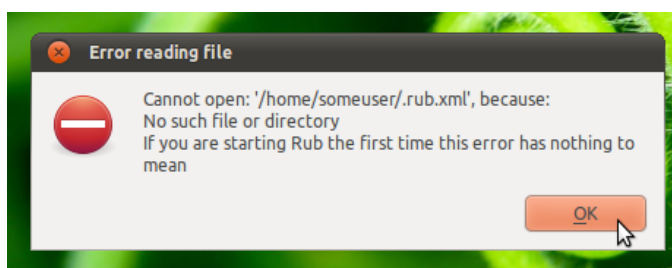 Error reading file
Cannot open: '/home/someuser/.rub.xml', because:
No such file or directory
If you are starting Rub the first time this error has nothing to
mean
OK